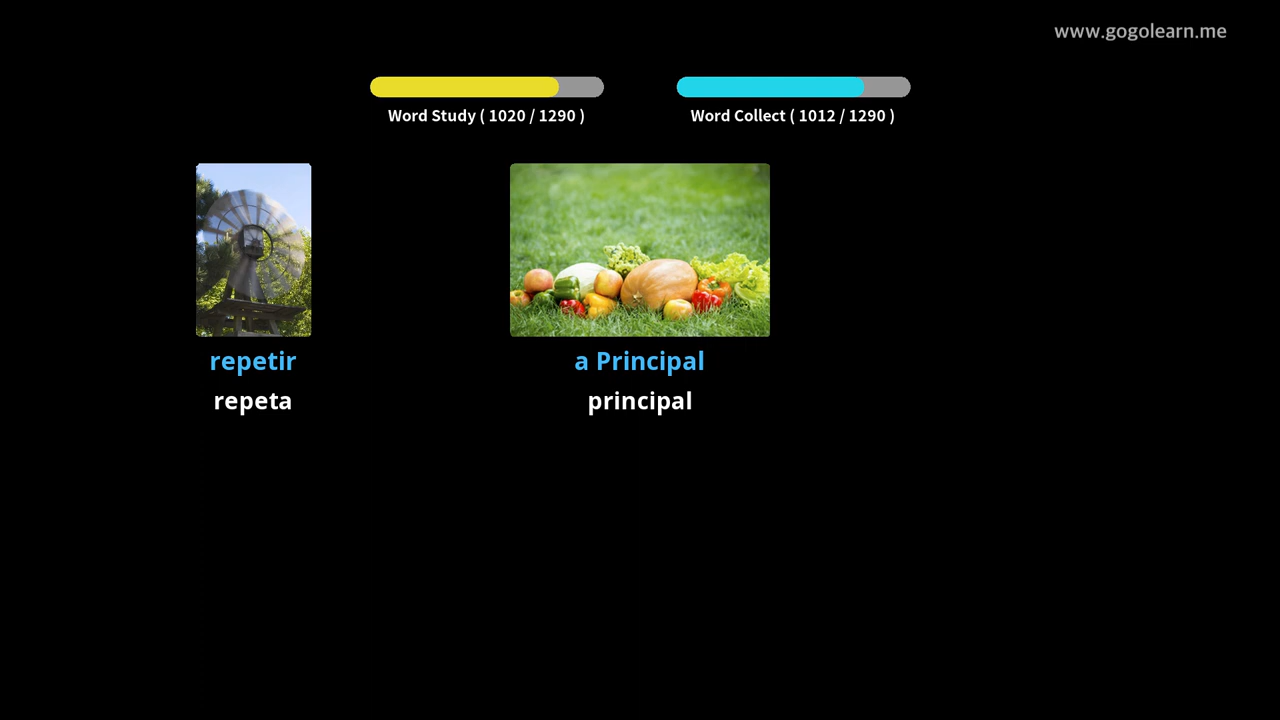 www.gogolearn.me
Word Study ( 1020 / 1290 )
Word Collect ( 1012 / 1290 )
repetir
repeta
a Principal
principal